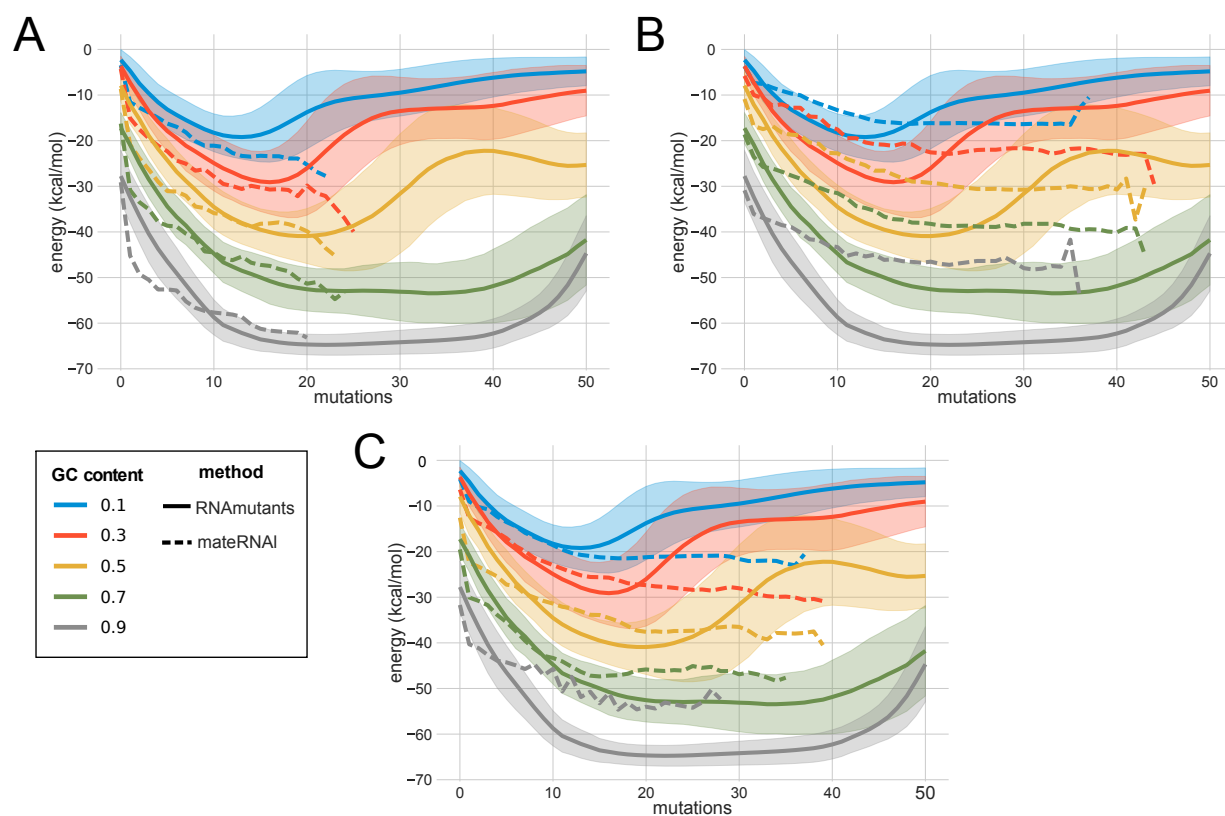 A
energy (kcal/mol)
0
−10
−20
−30
−40
−50
−60
−70
0 10 20 30 40 50
mutations
B
energy (kcal/mol)
0
−10
−20
−30
−40
−50
−60
−70
0 10 20 30 40 50
mutations
GC content method
0.1 RNAmutants
0.3 mateRNAl
0.5
0.7
0.9
C
energy (kcal/mol)
0
−10
−20
−30
−40
−50
−60
−70
0 10 20 30 40 50
mutations